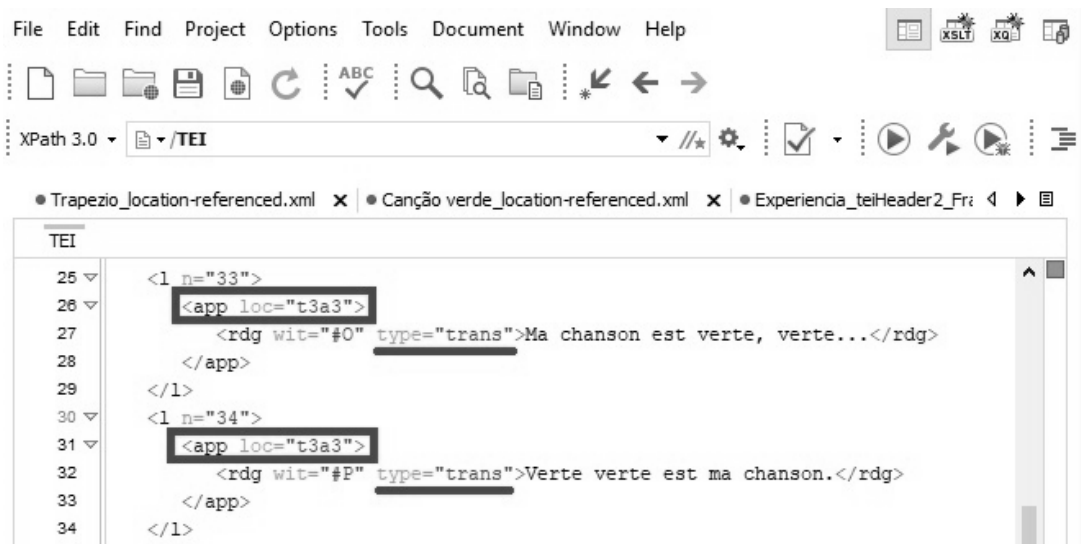 File Edit Find Project Options Tools Document Window Help
XSLT XQ
ABC
XPath 3.0 /TEI //
Trapezio_location-referenced.xml Canção verde_location-referenced.xml Experiencia_teiHeader2_Fra
TEI
25 <l n="33">
26 <app loc="t3a3">
27 <rdg wit="#O" type="trans">Ma chanson est verte, verte...</rdg>
28 </app>
29 </l>
30 <l n="34">
31 <app loc="t3a3">
32 <rdg wit="#P" type="trans">Verte verte est ma chanson.</rdg>
33 </app>
34 </l>